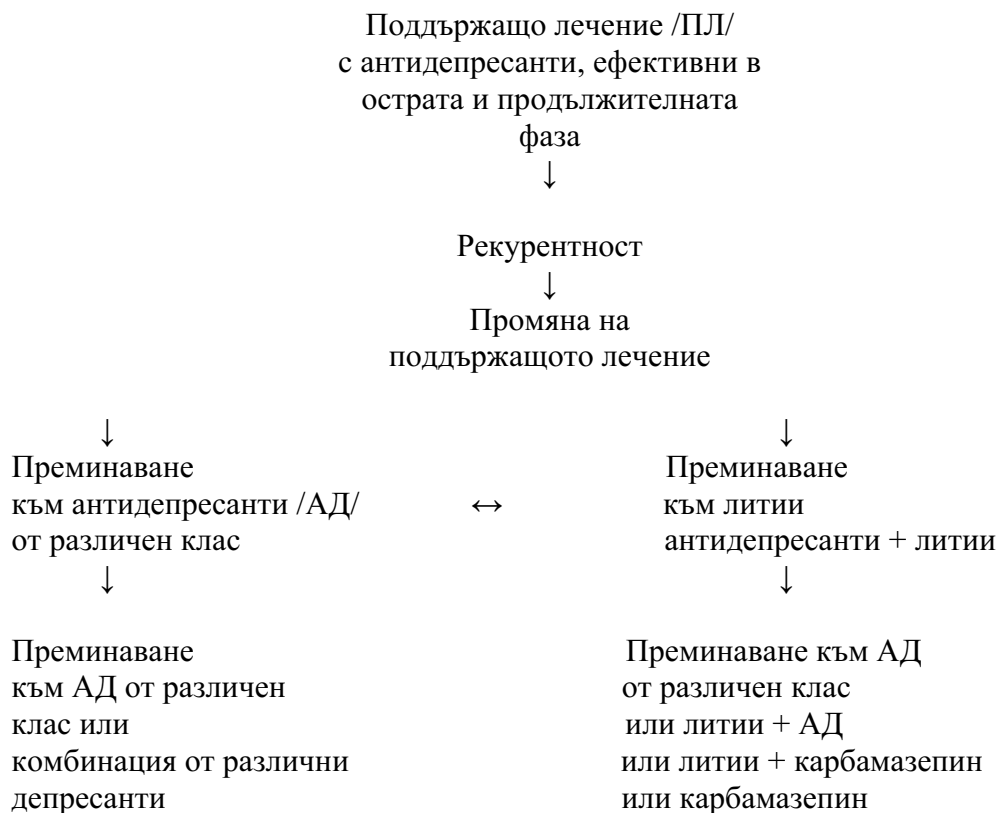 Поддържащо лечение /ПЛ/
с антидепресанти, ефективни в
острата и продължителната
фаза
↓
Рекурентност
↓
Промяна на
поддържащото лечение
↓
Преминаване
към антидепресанти /АД/
от различен клас
↓
Преминаване
към АД от различен
клас или
комбинация от различни
депресанти
↔
↓
Преминаване
към литии
антидепресанти + литии
↓
Преминаване към АД
от различен клас
или литии + АД
или литии + карбамазепин
или карбамазепин